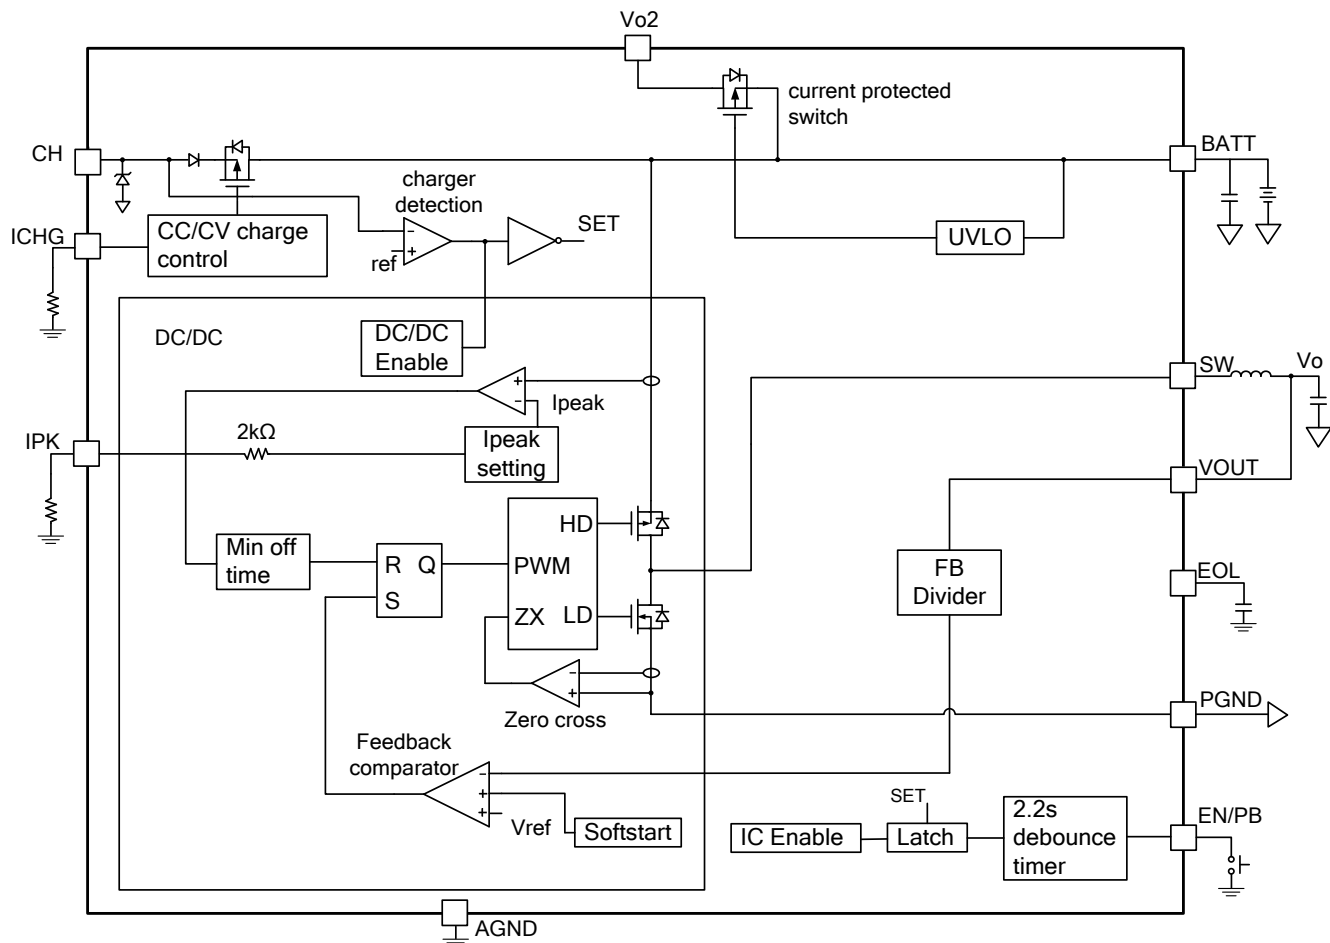 Vo2
current protected
switch
CH
BATT
charger
detection
SET
ICHG
CC/CV charge
control
-
+
ref
UVLO
DC/DC
DC/DC
Enable
SW
Vo
+
-
Ipeak
IPK
2kΩ
Ipeak
setting
VOUT
HD
Min off
time
R Q
S
PWM
ZX
LD
FB
Divider
EOL
-
+
Zero cross
PGND
Feedback
comparator
-
+
+
Vref
Softstart
SET
IC Enable
Latch
2.2s
debounce
timer
EN/PB
AGND